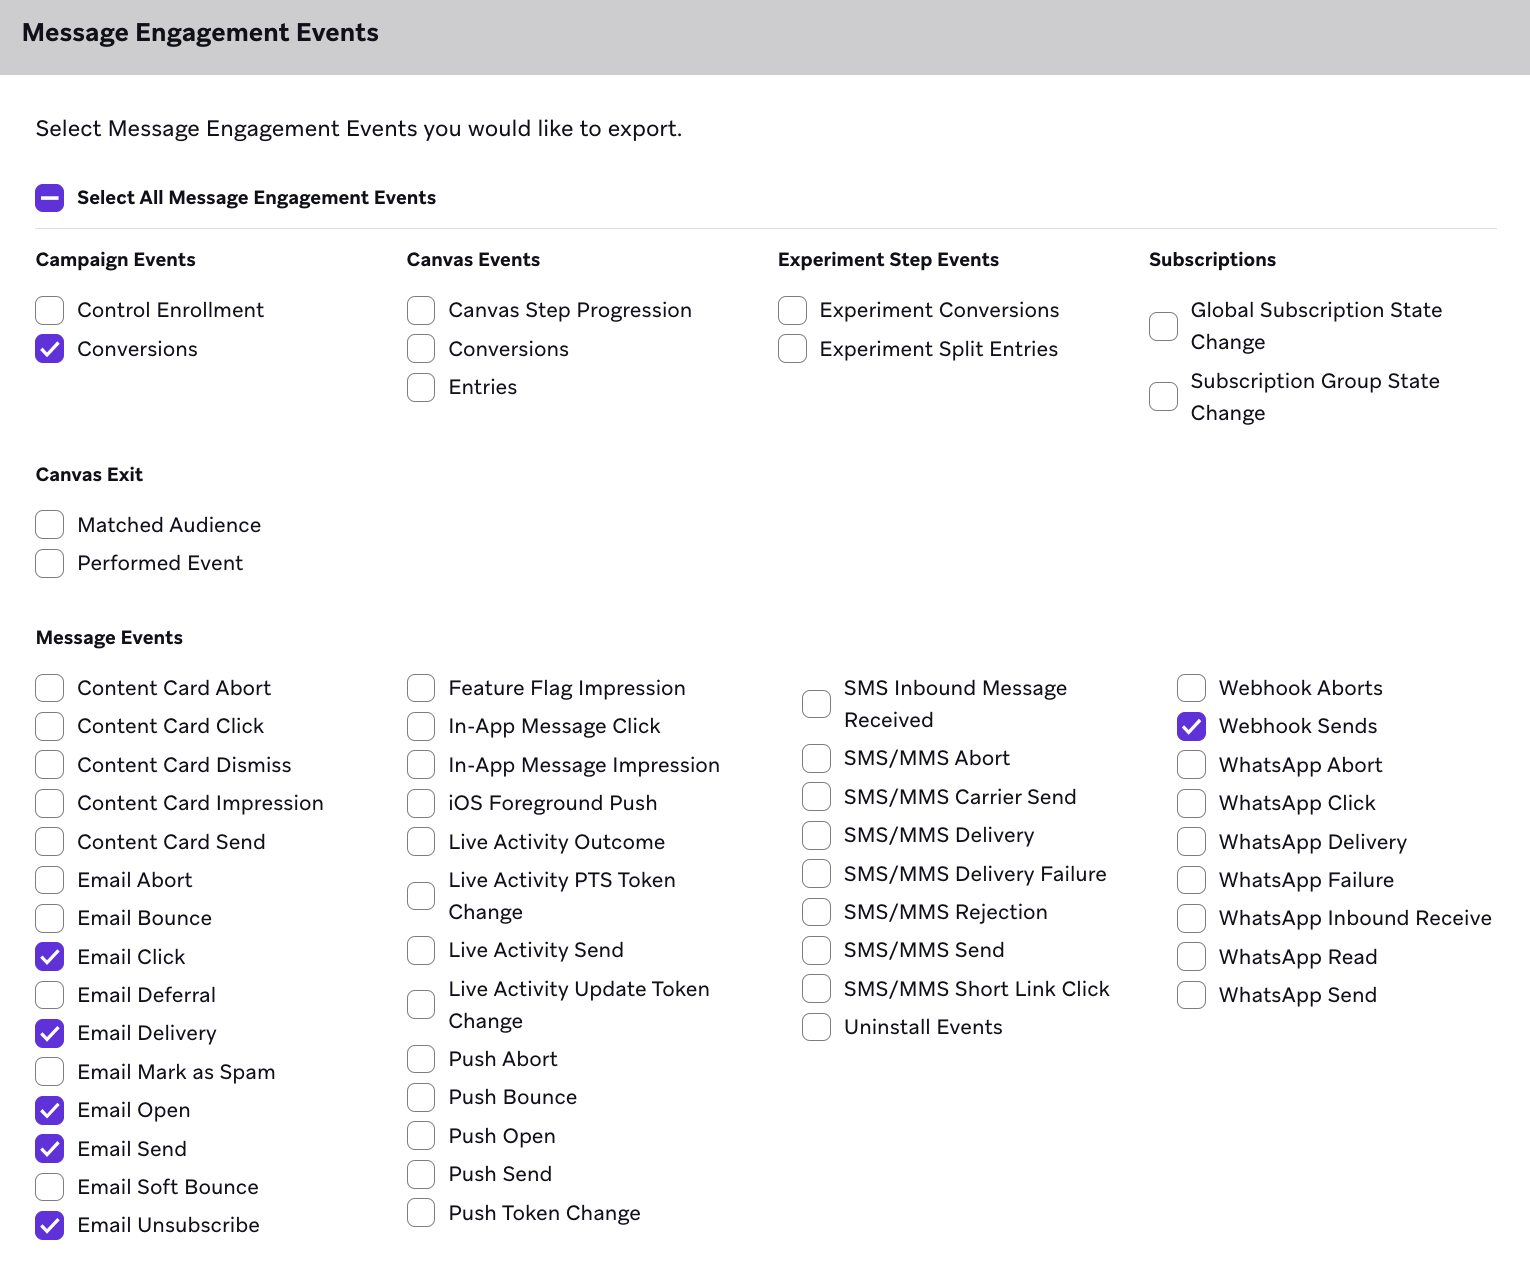 Message Engagement Events
Select Message Engagement Events you would like to export.
Select All Message Engagement Events
Campaign Events
Control Enrollment
Conversions
Canvas Events
Canvas Step Progression
Conversions
Entries
Experiment Step Events
Experiment Conversions
Experiment Split Entries
Subscriptions
Global Subscription State
Change
Subscription Group State
Change
Canvas Exit
Matched Audience
Performed Event
Message Events
Content Card Abort
Content Card Click
Content Card Dismiss
Content Card Impression
Content Card Send
Email Abort
Email Bounce
Email Click
Email Deferral
Email Delivery
Email Mark as Spam
Email Open
Email Send
Email Soft Bounce
Email Unsubscribe
Feature Flag Impression
In-App Message Click
In-App Message Impression
iOS Foreground Push
Live Activity Outcome
Live Activity PTS Token
Change
Live Activity Send
Live Activity Update Token
Change
Push Abort
Push Bounce
Push Open
Push Send
Push Token Change
SMS Inbound Message
Received
SMS/MMS Abort
SMS/MMS Carrier Send
SMS/MMS Delivery
SMS/MMS Delivery Failure
SMS/MMS Rejection
SMS/MMS Send
SMS/MMS Short Link Click
Uninstall Events
Webhook Aborts
Webhook Sends
WhatsApp Abort
WhatsApp Click
WhatsApp Delivery
WhatsApp Failure
WhatsApp Inbound Receive
WhatsApp Read
WhatsApp Send